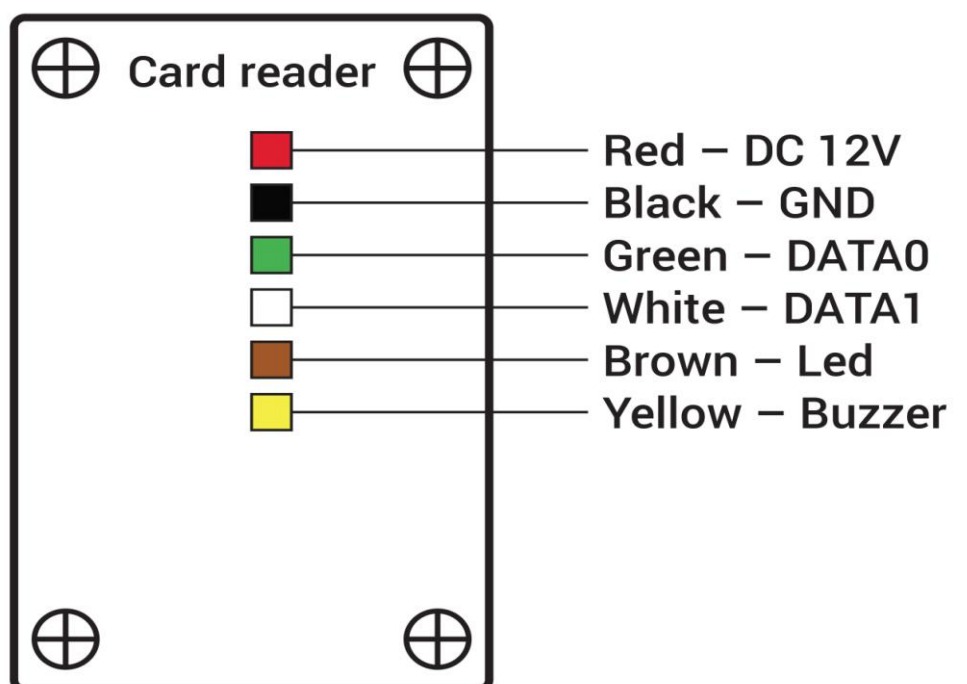 Card reader
Red – DC 12V
Black – GND
Green – DATA0
White – DATA1
Brown – Led
Yellow – Buzzer